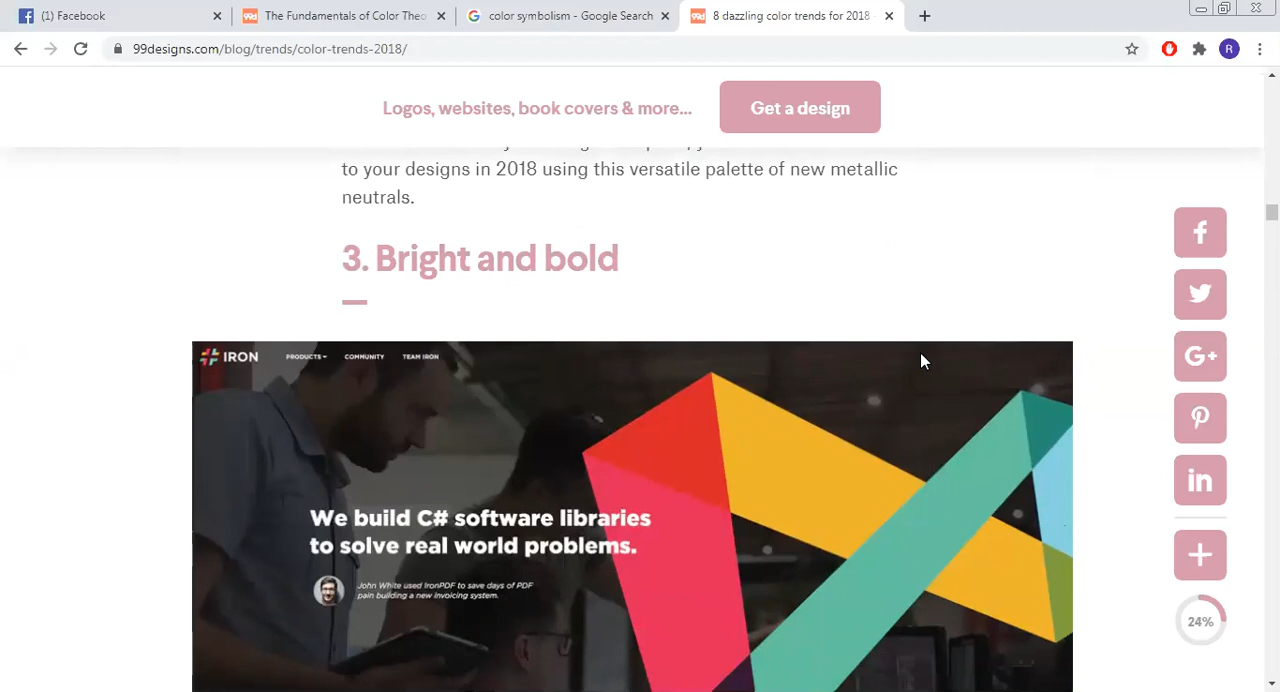 (1) Facebook
The Fundamentals of Color Theo
color symbolism - Google Search
8 dazzling color trends for 2018
99designs.com/blog/trends/color-trends-2018/
R
Logos, websites, book covers & more...
Get a design
to your designs in 2018 using this versatile palette of new metallic
neutrals.
3. Bright and bold
IRON
PRODUCTS
COMMUNITY
TEAM IRON
We build C# software libraries
to solve real world problems.
John White used IronPDF to save days of PDF
pain building a new invoicing system.
24%